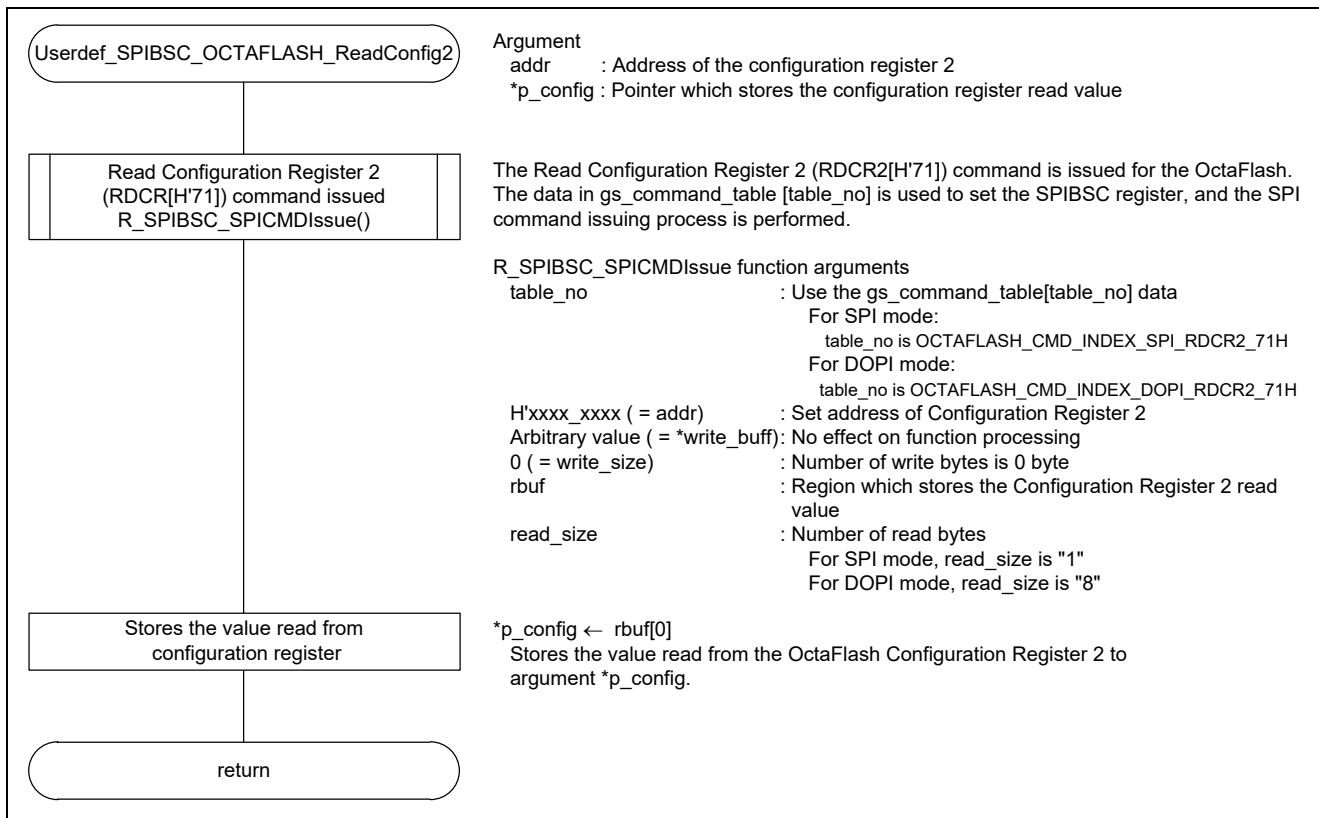 Userdef_SPIBSC_OCTAFLASH_ReadConfig2
Argument
addr : Address of the configuration register 2
*p_config : Pointer which stores the configuration register read value
Read Configuration Register 2
(RDCR[H'71]) command issued
R_SPIBSC_SPICMDIssue()
The Read Configuration Register 2 (RDCR2[H'71]) command is issued for the OctaFlash.
The data in gs_command_table [table_no] is used to set the SPIBSC register, and the SPI
command issuing process is performed.
R_SPIBSC_SPICMDIssue function arguments
table_no : Use the gs_command_table[table_no] data
For SPI mode:
table_no is OCTAFLASH_CMD_INDEX_SPI_RDCR2_71H
For DOPI mode:
table_no is OCTAFLASH_CMD_INDEX_DOPI_RDCR2_71H
H'xxxx_xxxx ( = addr) : Set address of Configuration Register 2
Arbitrary value ( = *write_buff): No effect on function processing
0 ( = write_size) : Number of write bytes is 0 byte
rbuf : Region which stores the Configuration Register 2 read
value
read_size : Number of read bytes
For SPI mode, read_size is "1"
For DOPI mode, read_size is "8"
Stores the value read from
configuration register
*p_config ← rbuf[0]
Stores the value read from the OctaFlash Configuration Register 2 to
argument *p_config.
return